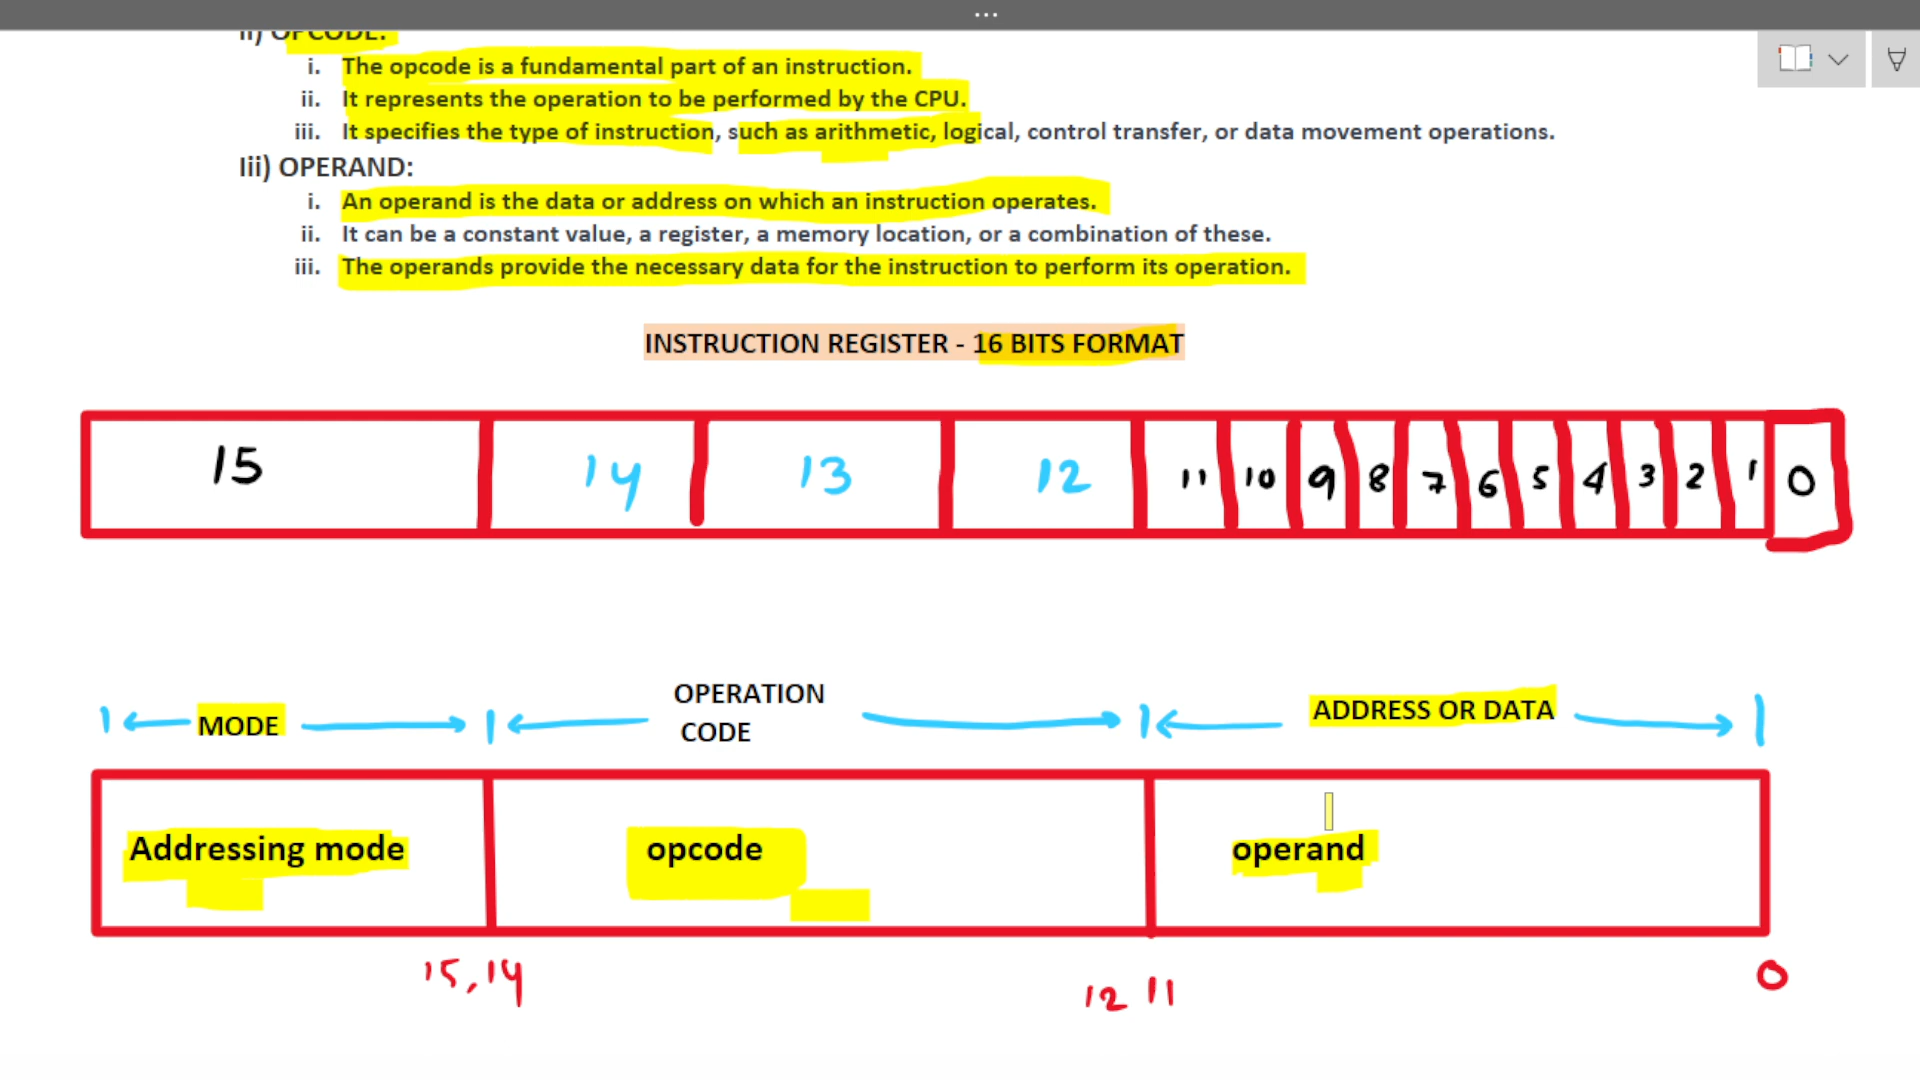 ...
ii) OPCODE:
i. The opcode is a fundamental part of an instruction.
ii. It represents the operation to be performed by the CPU.
iii. It specifies the type of instruction, such as arithmetic, logical, control transfer, or data movement operations.
Iii) OPERAND:
i. An operand is the data or address on which an instruction operates.
ii. It can be a constant value, a register, a memory location, or a combination of these.
iii. The operands provide the necessary data for the instruction to perform its operation.
INSTRUCTION REGISTER - 16 BITS FORMAT
15 14 13 12 11 10 9 8 7 6 5 4 3 2 1 0
MODE OPERATION CODE ADDRESS OR DATA
Addressing mode opcode operand
15, 14 12 11 0